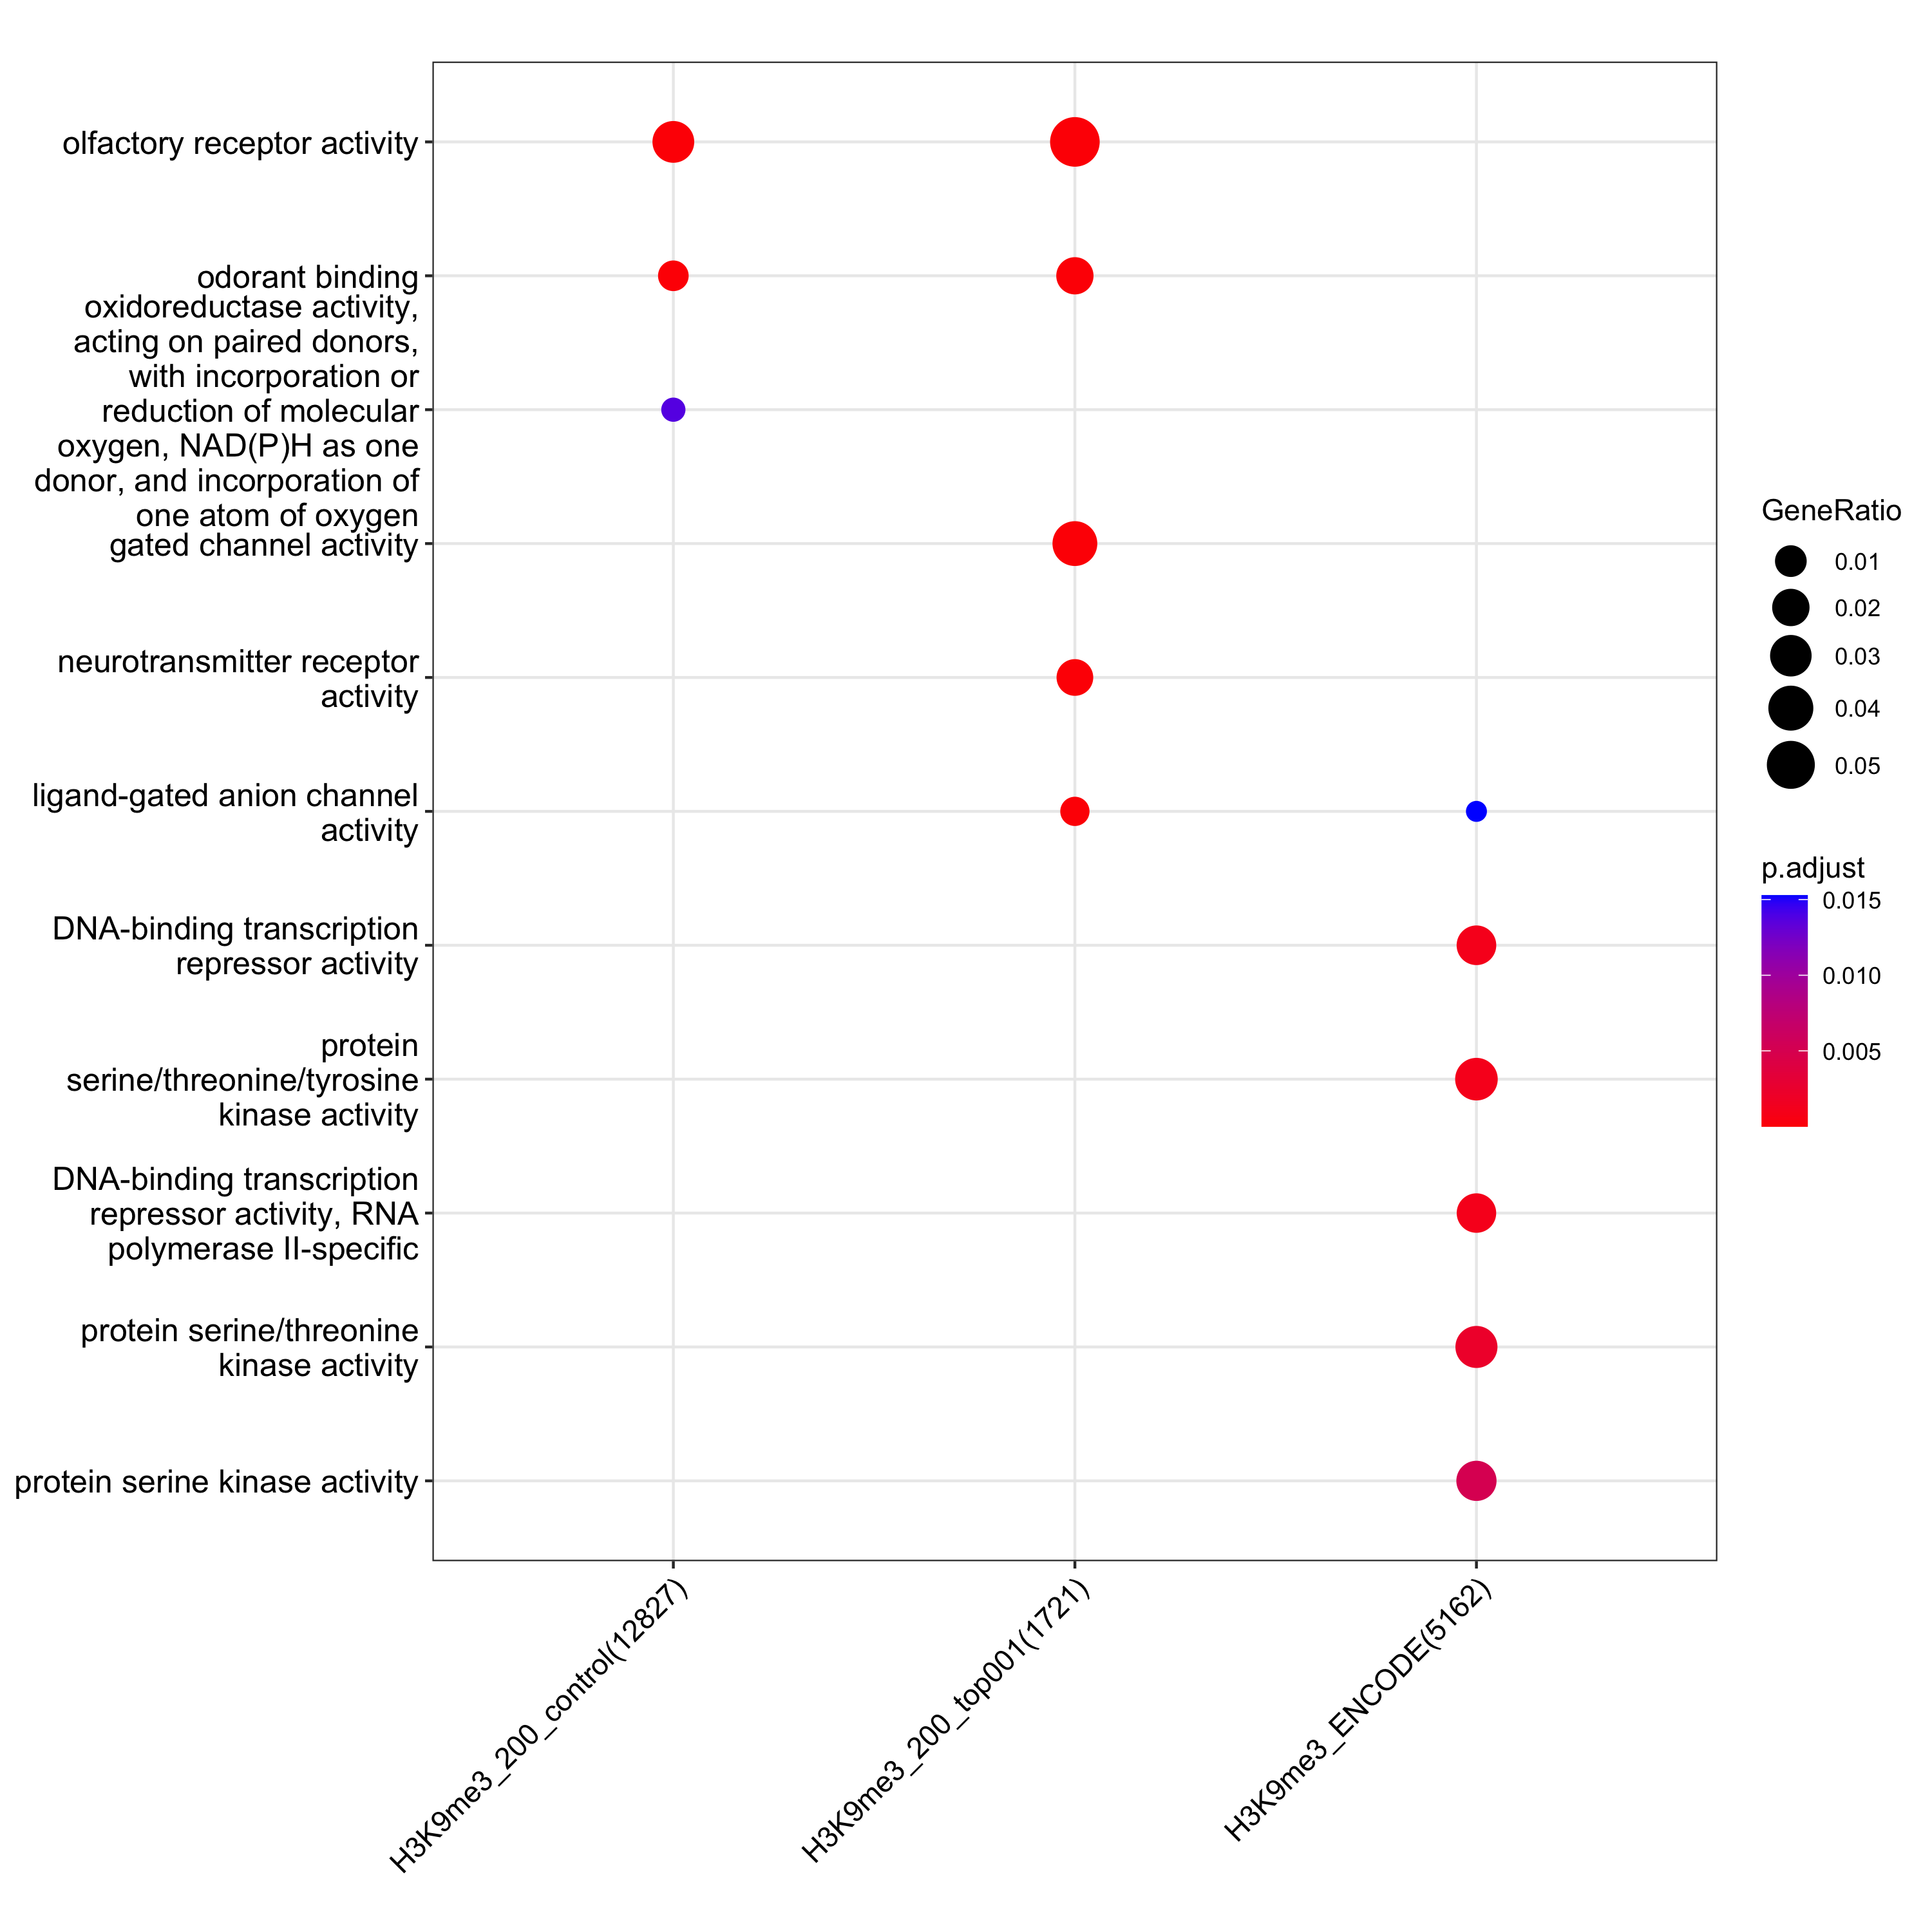 olfactory receptor activity
odorant binding
oxidoreductase activity,
acting on paired donors,
with incorporation or
reduction of molecular
oxygen, NAD(P)H as one
donor, and incorporation of
one atom of oxygen
gated channel activity
neurotransmitter receptor
activity
ligand-gated anion channel
activity
DNA-binding transcription
repressor activity
protein
serine/threonine/tyrosine
kinase activity
DNA-binding transcription
repressor activity, RNA
polymerase II-specific
protein serine/threonine
kinase activity
protein serine kinase activity
H3K9me3_200_control(12827)
H3K9me3_200_top001(1721)
H3K9me3_ENCODE(5162)
GeneRatio
0.01
0.02
0.03
0.04
0.05
p.adjust
0.015
0.010
0.005